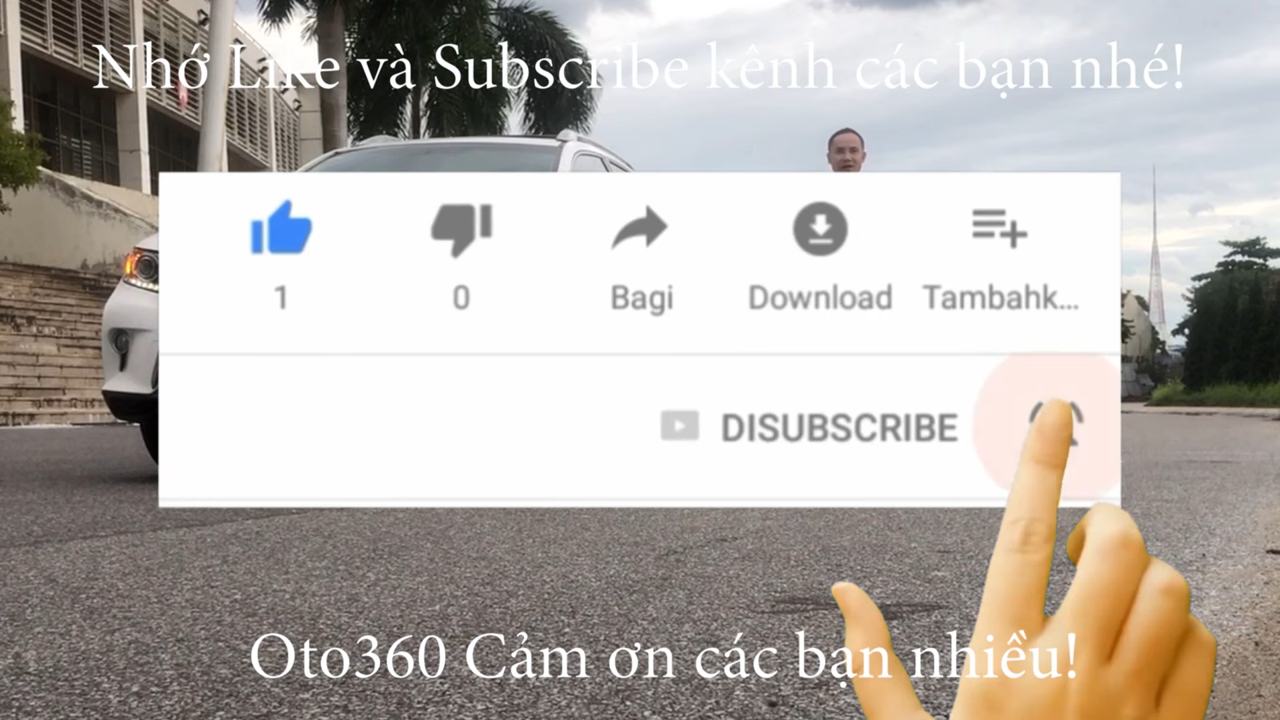 Nhớ Like và Subscribe kênh các bạn nhé!
1 0 Bagi Download Tambahk...
DISUBSCRIBE
Oto360 Cảm ơn các bạn nhiều!